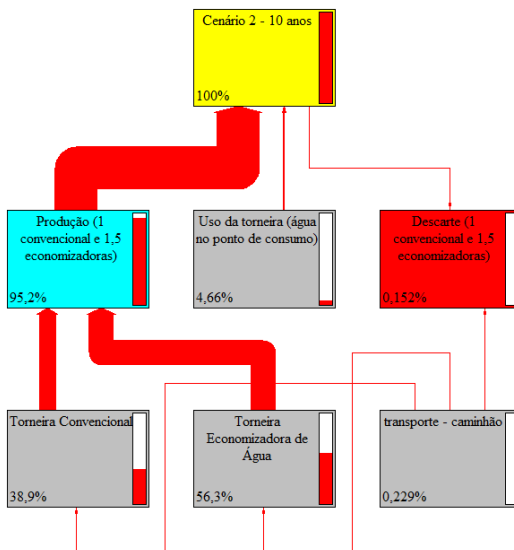 Cenário 2 - 10 anos
100%
Produção (1
convencional e 1,5
economizadoras)
95,2%
Uso da torneira (água
no ponto de consumo)
4,66%
Descarte (1
convencional e 1,5
economizadoras)
0,152%
Torneira Convencional
38,9%
Torneira
Economizadora de
Água
56,3%
transporte - caminhão
0,229%